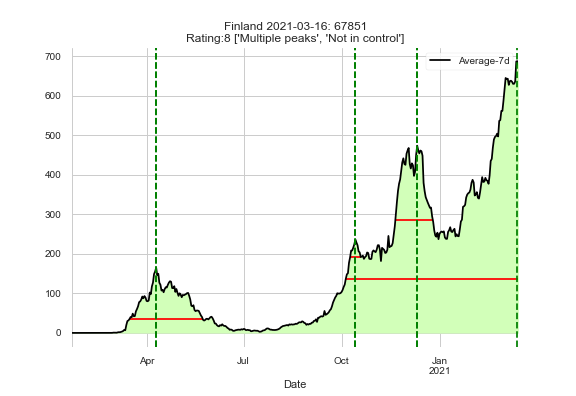 Finland 2021-03-16: 67851
Rating:8 ['Multiple peaks', 'Not in control']
Average-7d
700
600
500
400
300
200
100
0
Apr
Jul
Oct
Jan
2021
Date